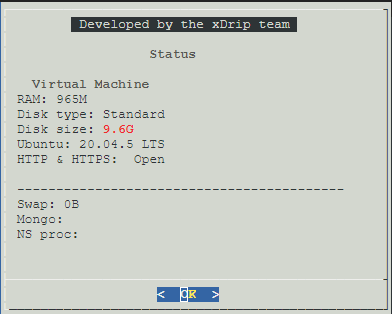 Developed by the xDrip team
Status
Virtual Machine
RAM: 965M
Disk type: Standard
Disk size: 9.6G
Ubuntu: 20.04.5 LTS
HTTP & HTTPS:  Open
------------------------------------------
Swap: 0B
Mongo:
NS proc:
<  OK  >